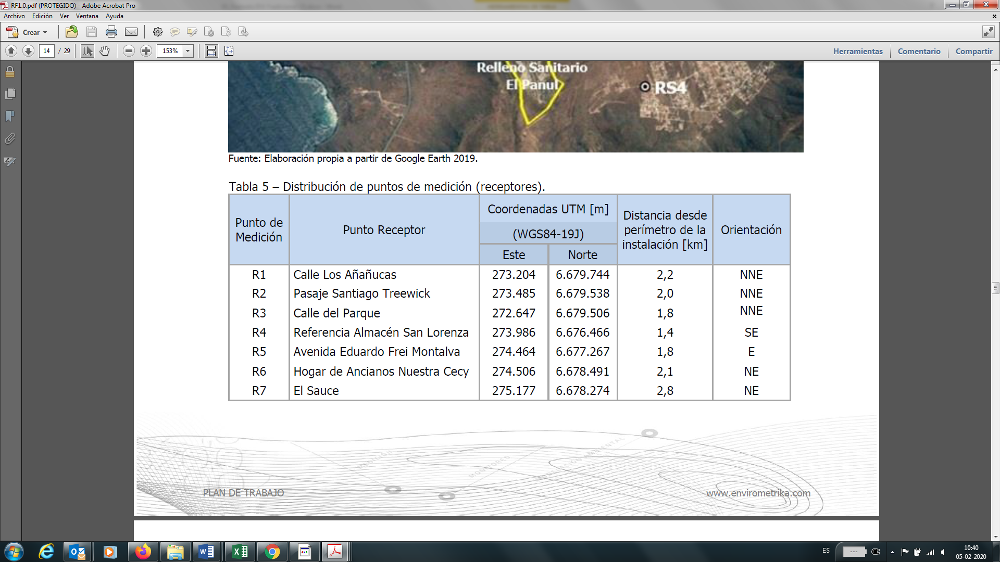 RF1.0.pdf (PROTEGIDO) - Adobe Acrobat Pro
Archivo Edición Ver Ventana Ayuda
Crear
14 / 29 153% Herramientas Comentario Compartir
Relleno Sanitario
El Panul
RS4
Fuente: Elaboración propia a partir de Google Earth 2019.
Tabla 5 – Distribución de puntos de medición (receptores).
Punto de Medición Punto Receptor Coordenadas UTM [m] (WGS84-19J) Distancia desde perímetro de la instalación [km] Orientación
Este Norte
R1 Calle Los Añañucas 273.204 6.679.744 2,2 NNE
R2 Pasaje Santiago Treewick 273.485 6.679.538 2,0 NNE
R3 Calle del Parque 272.647 6.679.506 1,8 NNE
R4 Referencia Almacén San Lorenza 273.986 6.676.466 1,4 SE
R5 Avenida Eduardo Frei Montalva 274.464 6.677.267 1,8 E
R6 Hogar de Ancianos Nuestra Cecy 274.506 6.678.491 2,1 NE
R7 El Sauce 275.177 6.678.274 2,8 NE
MEDICIÓN
MONITOREO
AMBIENTAL
PLAN DE TRABAJO www.envirometrika.com
ES
10:40
05-02-2020